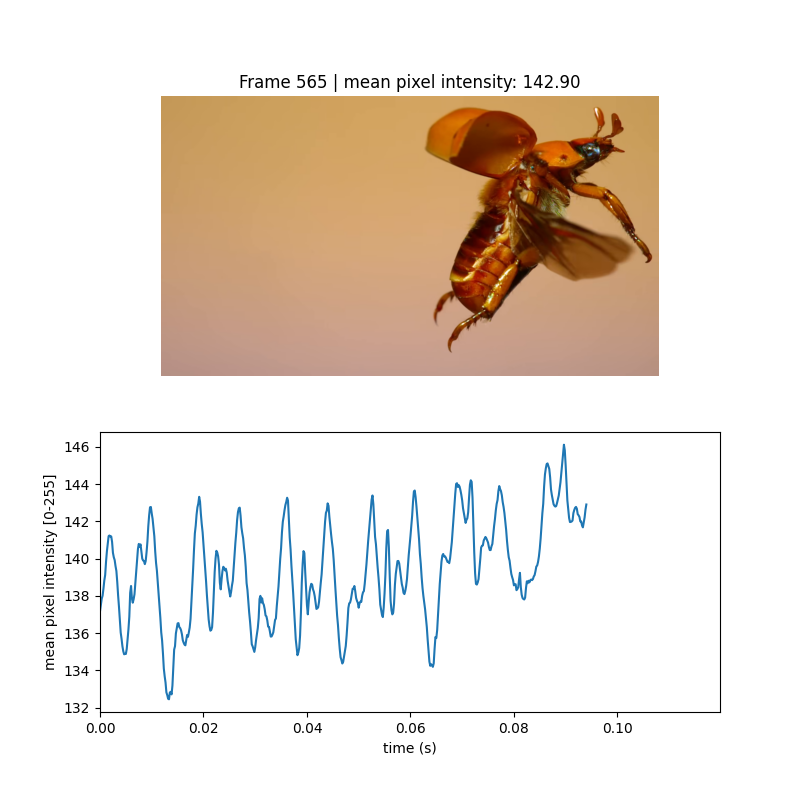 Frame 565 | mean pixel intensity: 142.90
146
144
142
140
138
136
134
132
mean pixel intensity [0-255]
0.00 0.02 0.04 0.06 0.08 0.10
time (s)